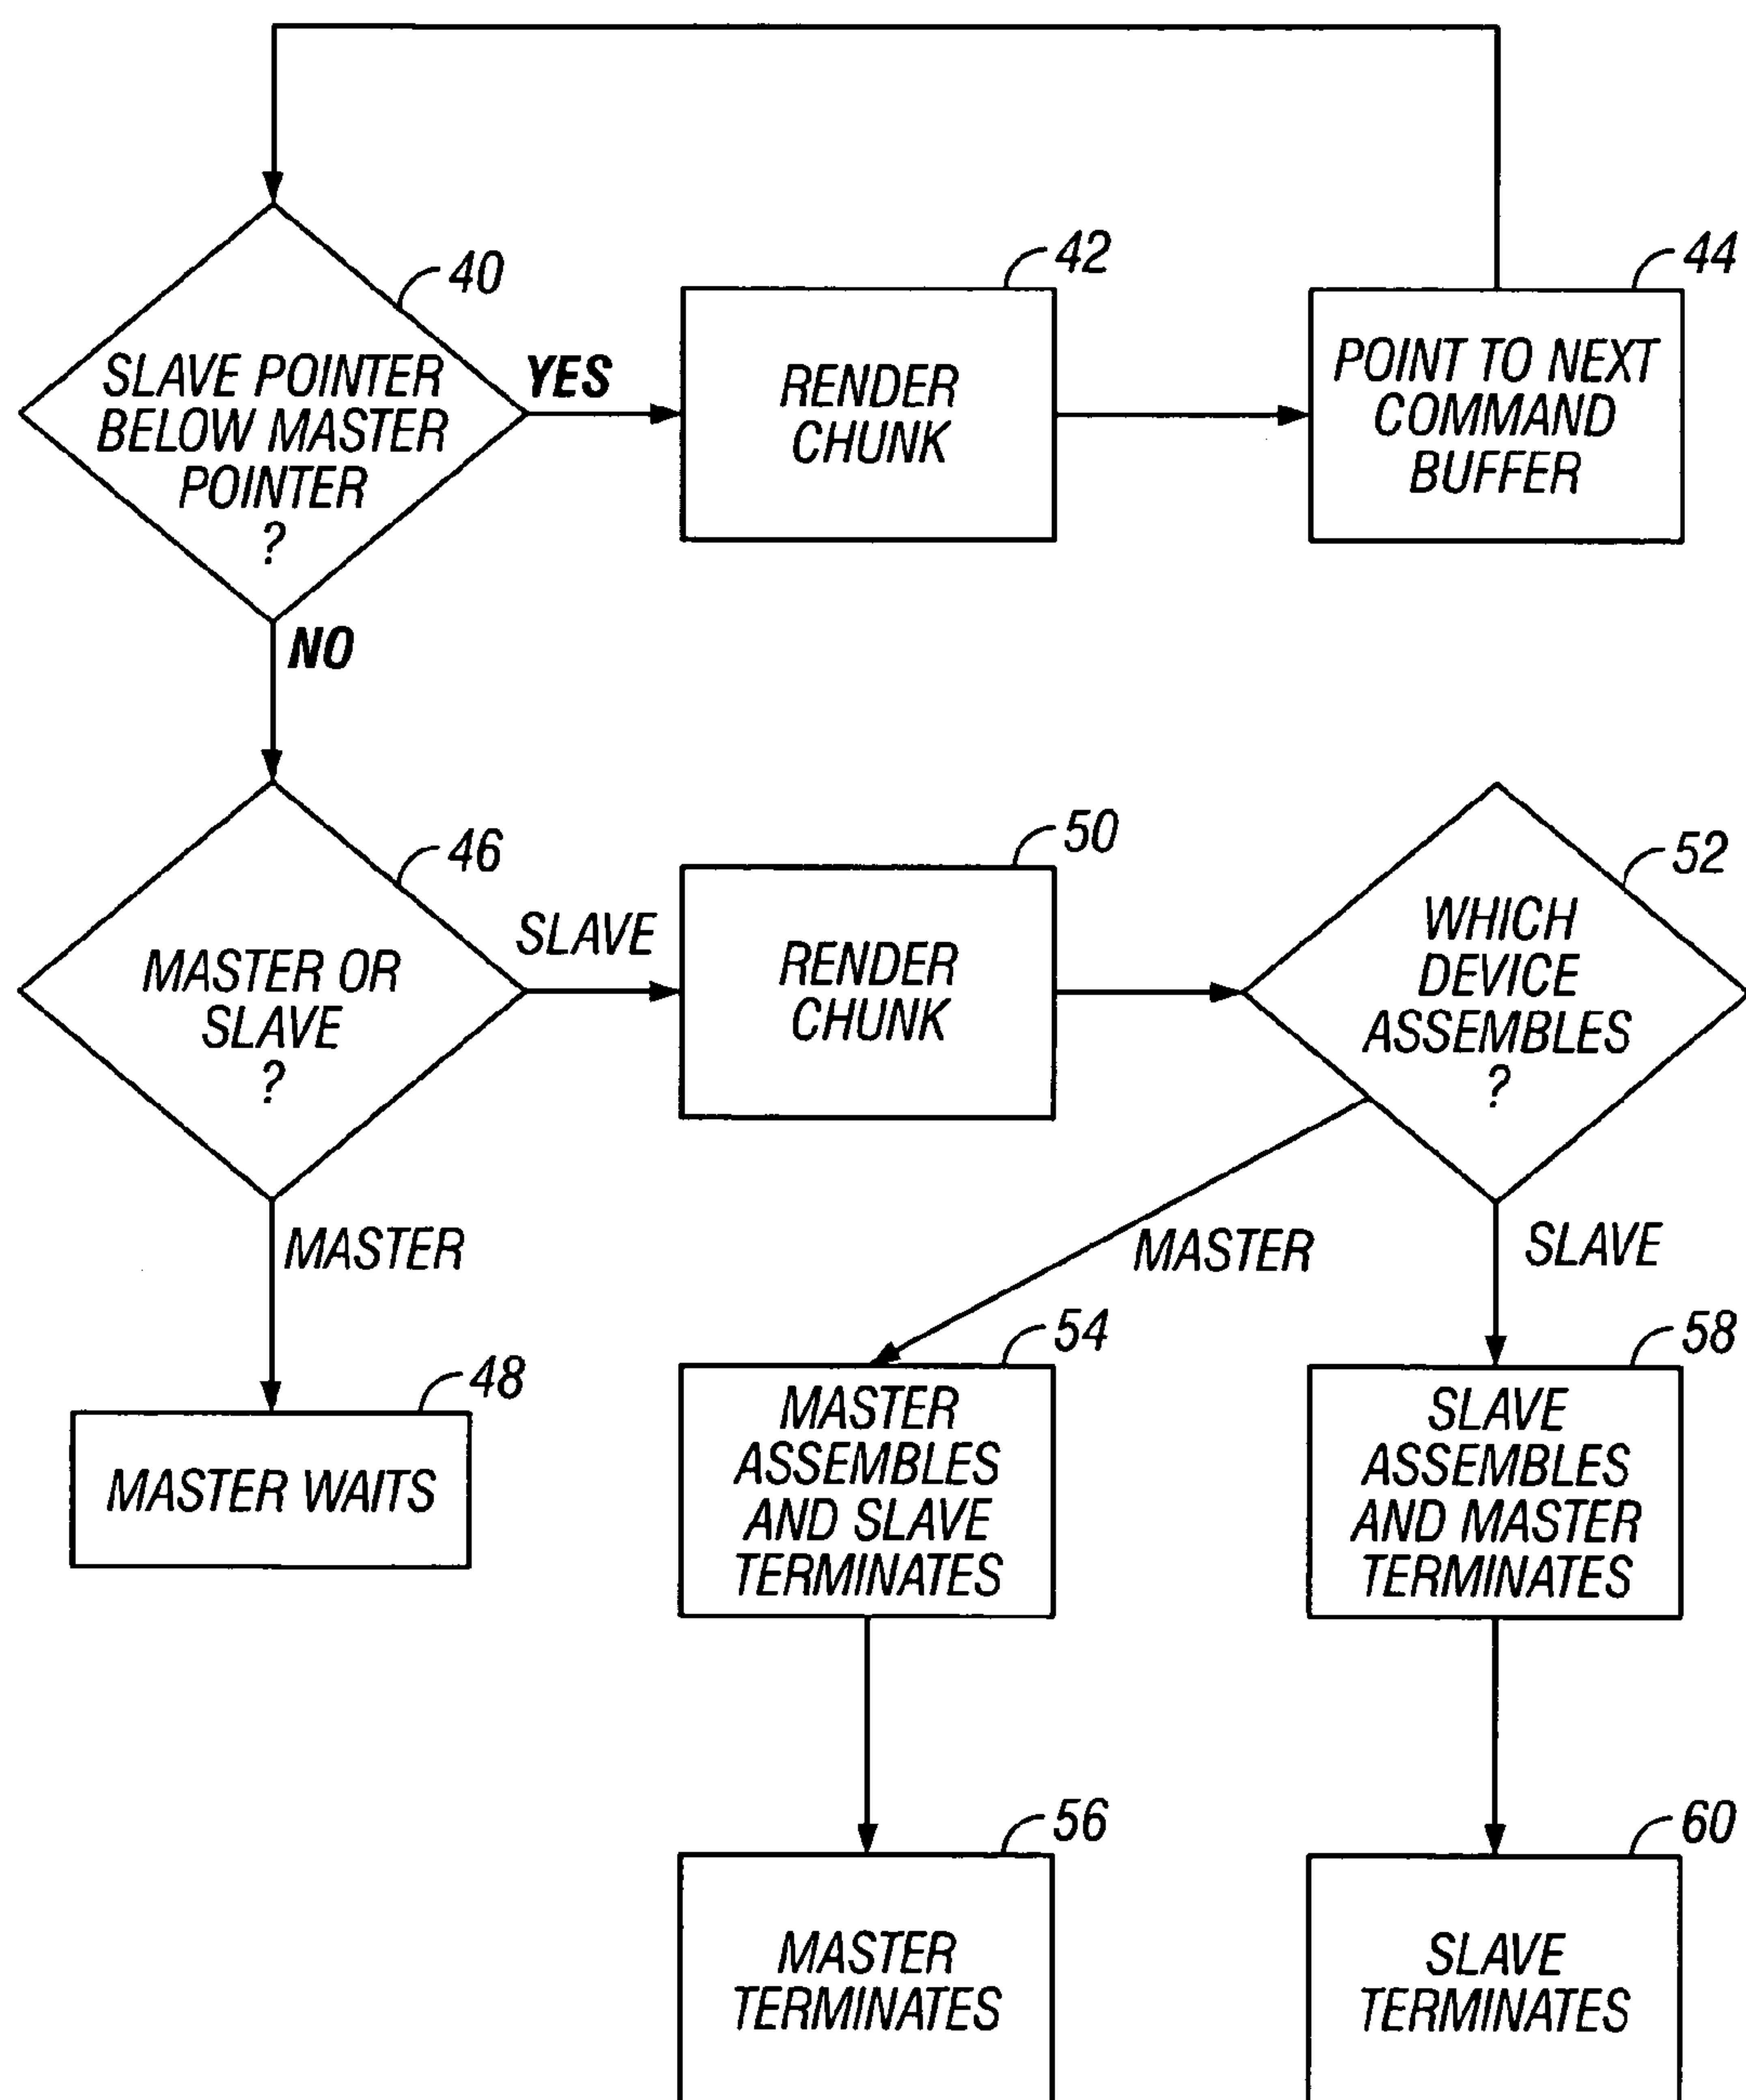 40
SLAVE POINTER
BELOW MASTER
POINTER
?
YES
42
RENDER
CHUNK
44
POINT TO NEXT
COMMAND
BUFFER
NO
46
MASTER OR
SLAVE
?
SLAVE
50
RENDER
CHUNK
52
WHICH
DEVICE
ASSEMBLES
?
MASTER
MASTER
SLAVE
48
MASTER WAITS
54
MASTER
ASSEMBLES
AND SLAVE
TERMINATES
58
SLAVE
ASSEMBLES
AND MASTER
TERMINATES
56
MASTER
TERMINATES
60
SLAVE
TERMINATES